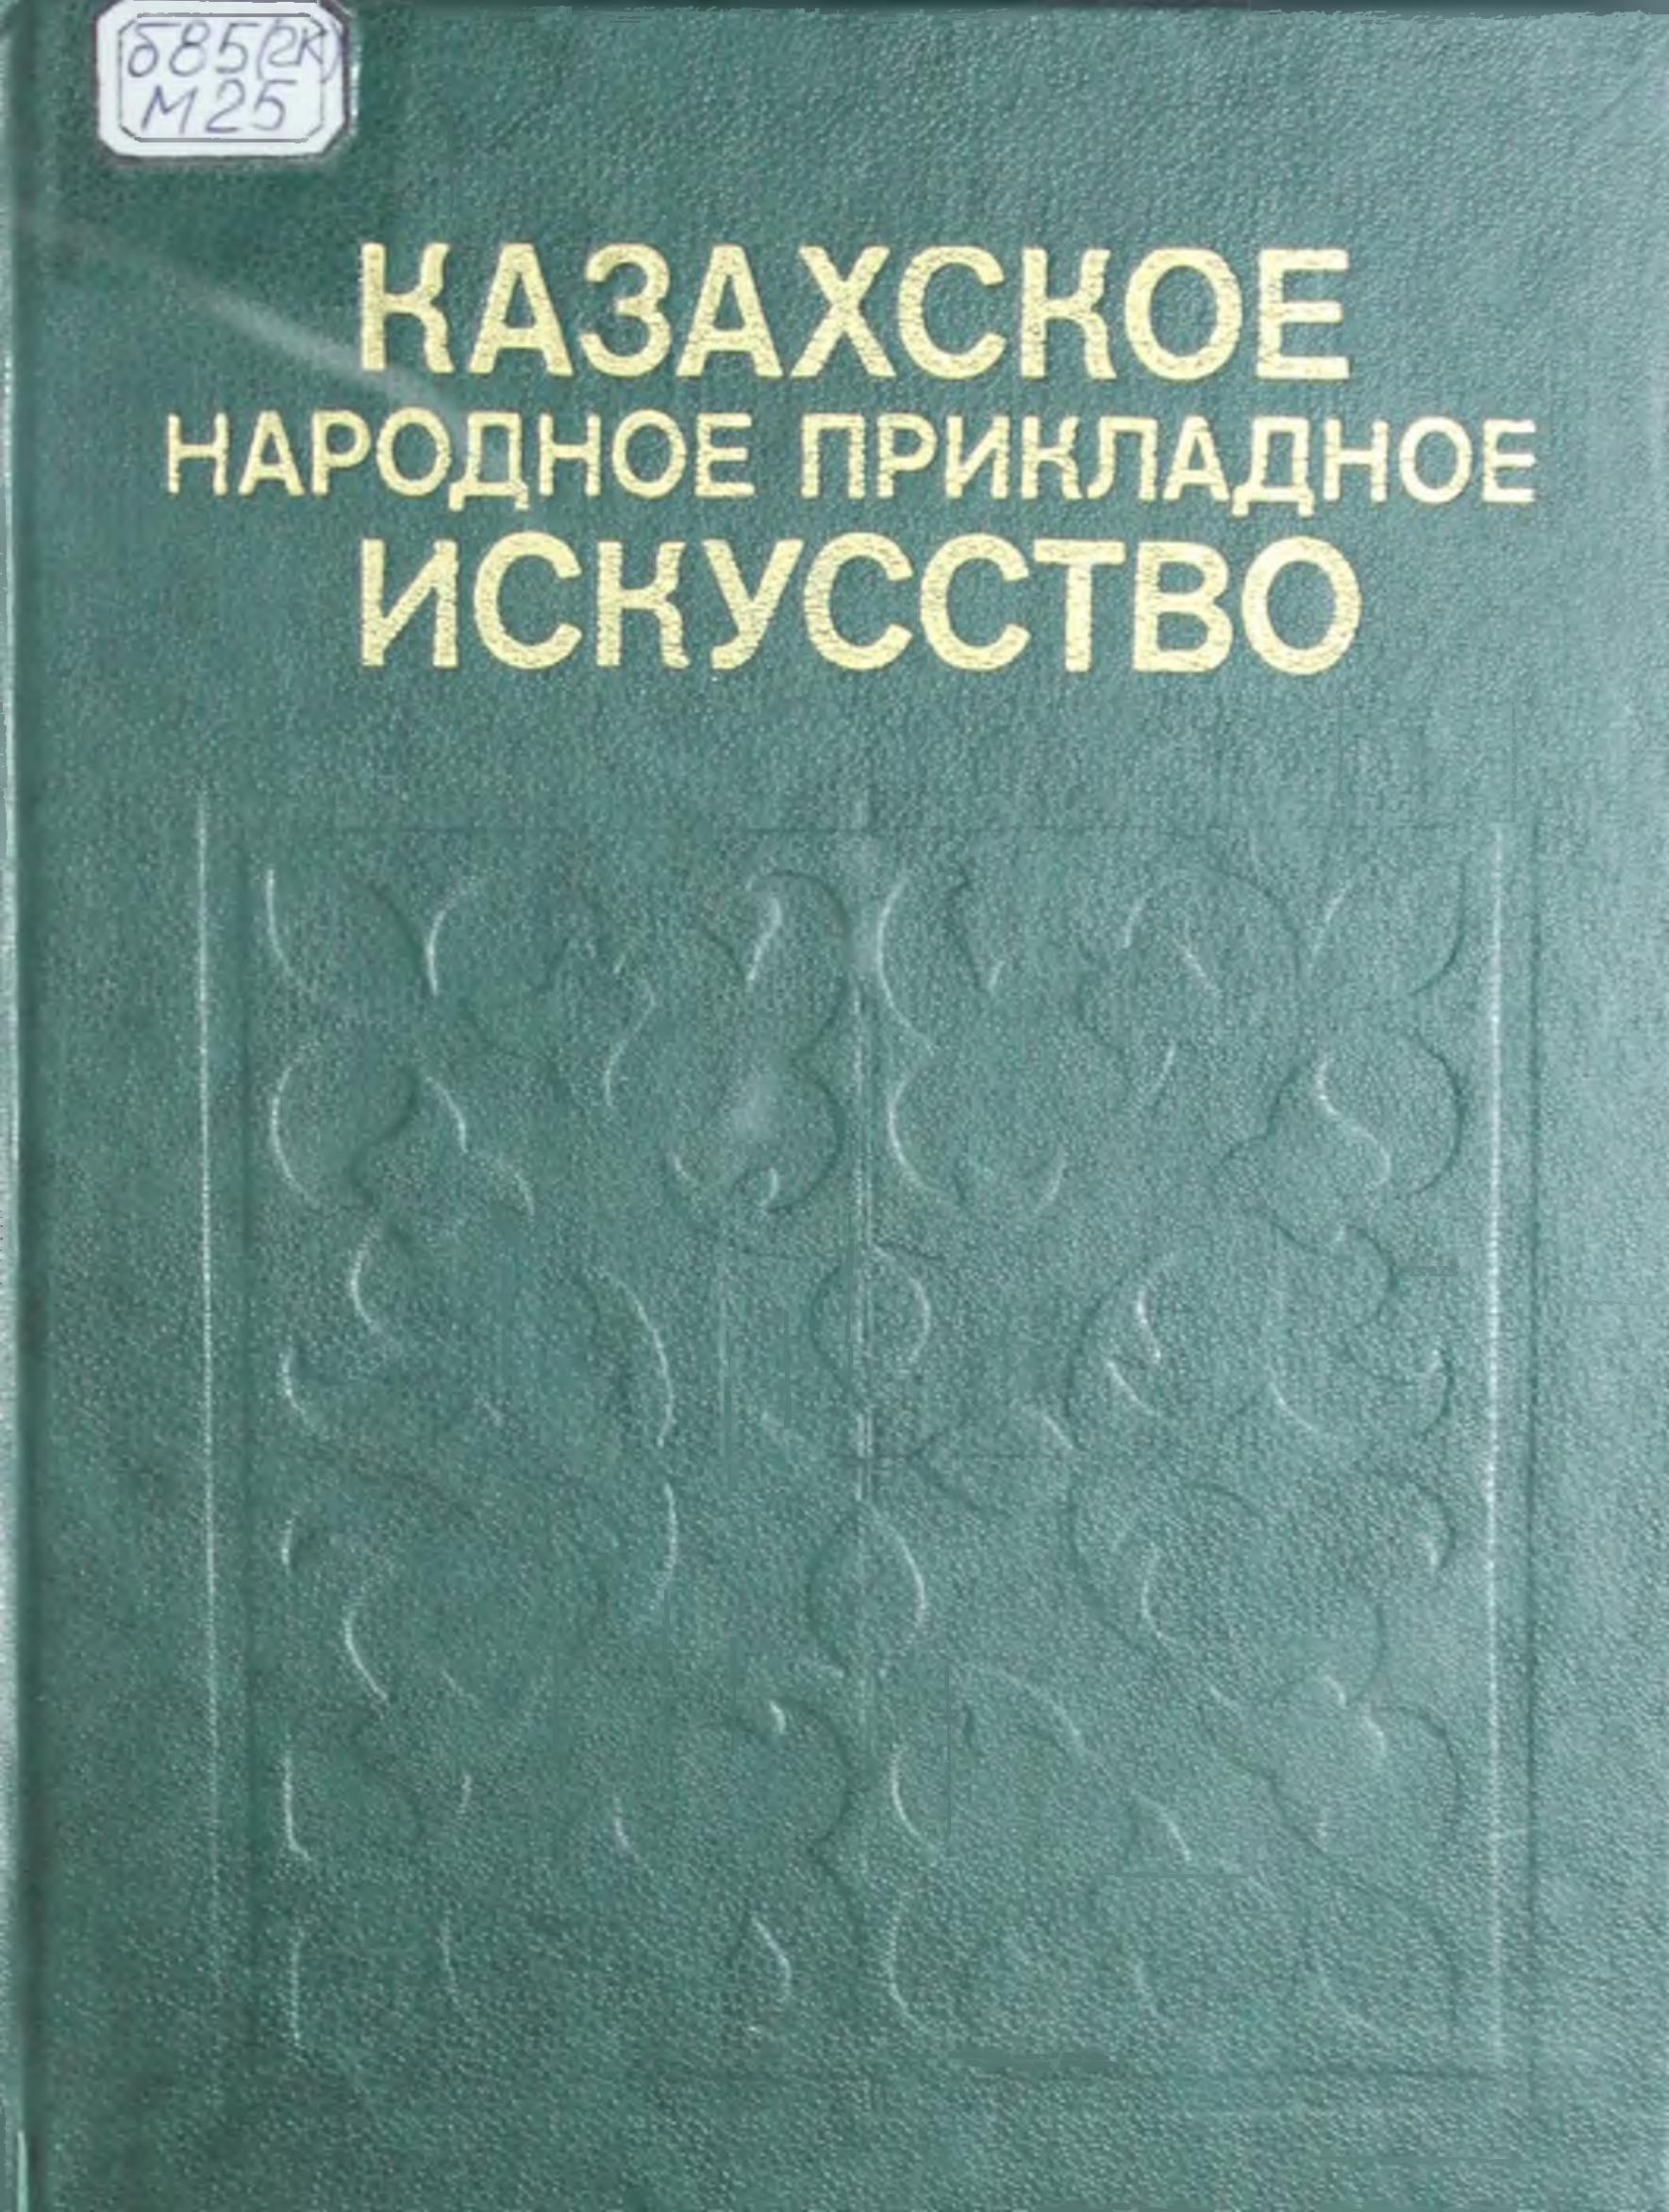 б85(2К)
М25
КАЗАХСКОЕ
НАРОДНОЕ ПРИКЛАДНОЕ
ИСКУССТВО